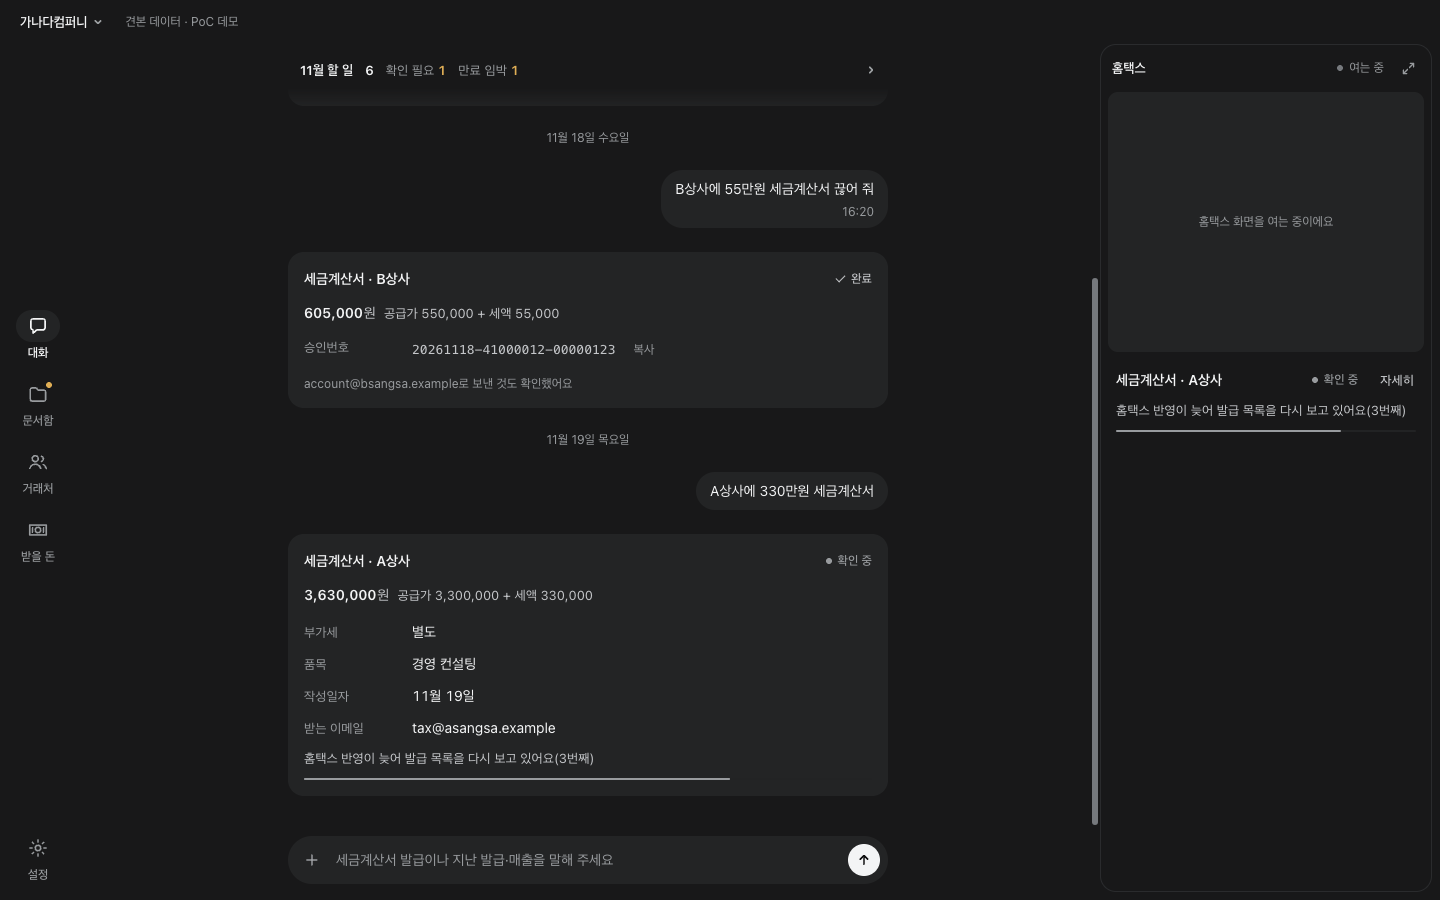 가나다컴퍼니
견본 데이터 · PoC 데모
11월 할 일 6 확인 필요 1 만료 임박 1
11월 18일 수요일
B상사에 55만원 세금계산서 끊어 줘
16:20
세금계산서 · B상사
완료
605,000원 공급가 550,000 + 세액 55,000
승인번호 20261118-41000012-00000123 복사
account@bsangsa.example로 보낸 것도 확인했어요
11월 19일 목요일
A상사에 330만원 세금계산서
세금계산서 · A상사
확인 중
3,630,000원 공급가 3,300,000 + 세액 330,000
부가세 별도
품목 경영 컨설팅
작성일자 11월 19일
받는 이메일 tax@asangsa.example
홈택스 반영이 늦어 발급 목록을 다시 보고 있어요(3번째)
세금계산서 발급이나 지난 발급·매출을 말해 주세요
대화
문서함
거래처
받을 돈
설정
홈택스
여는 중
홈택스 화면을 여는 중이에요
세금계산서 · A상사
확인 중
자세히
홈택스 반영이 늦어 발급 목록을 다시 보고 있어요(3번째)